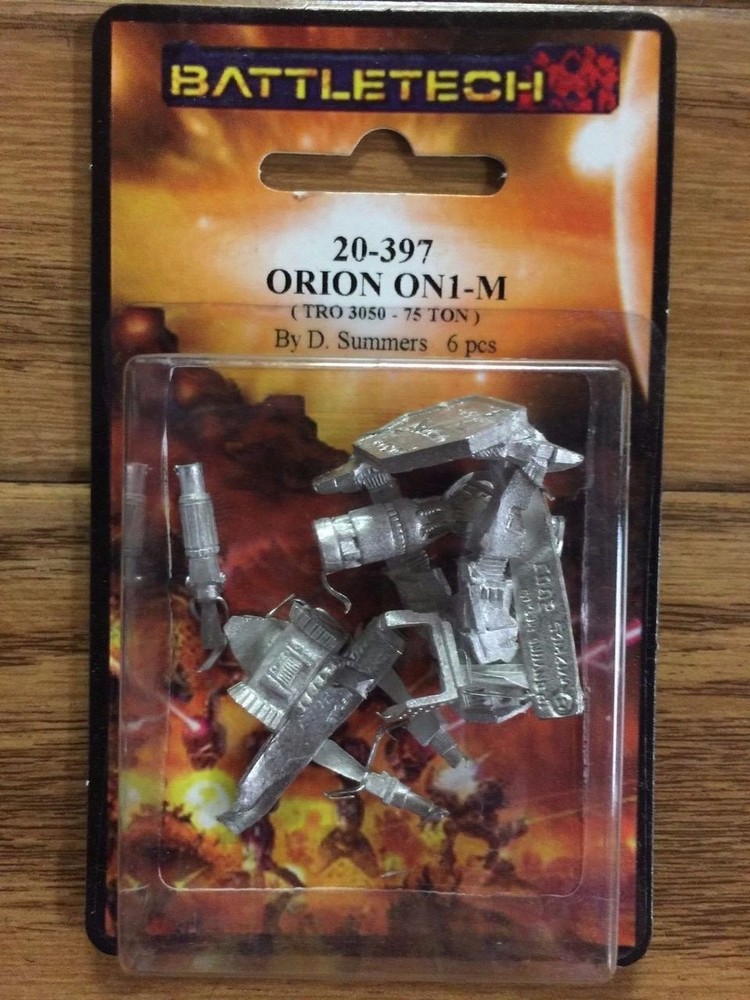 BATTLETECH
20-397
ORION ON1-M
( TRO 3050 - 75 TON )
By D. Summers 6 pcs